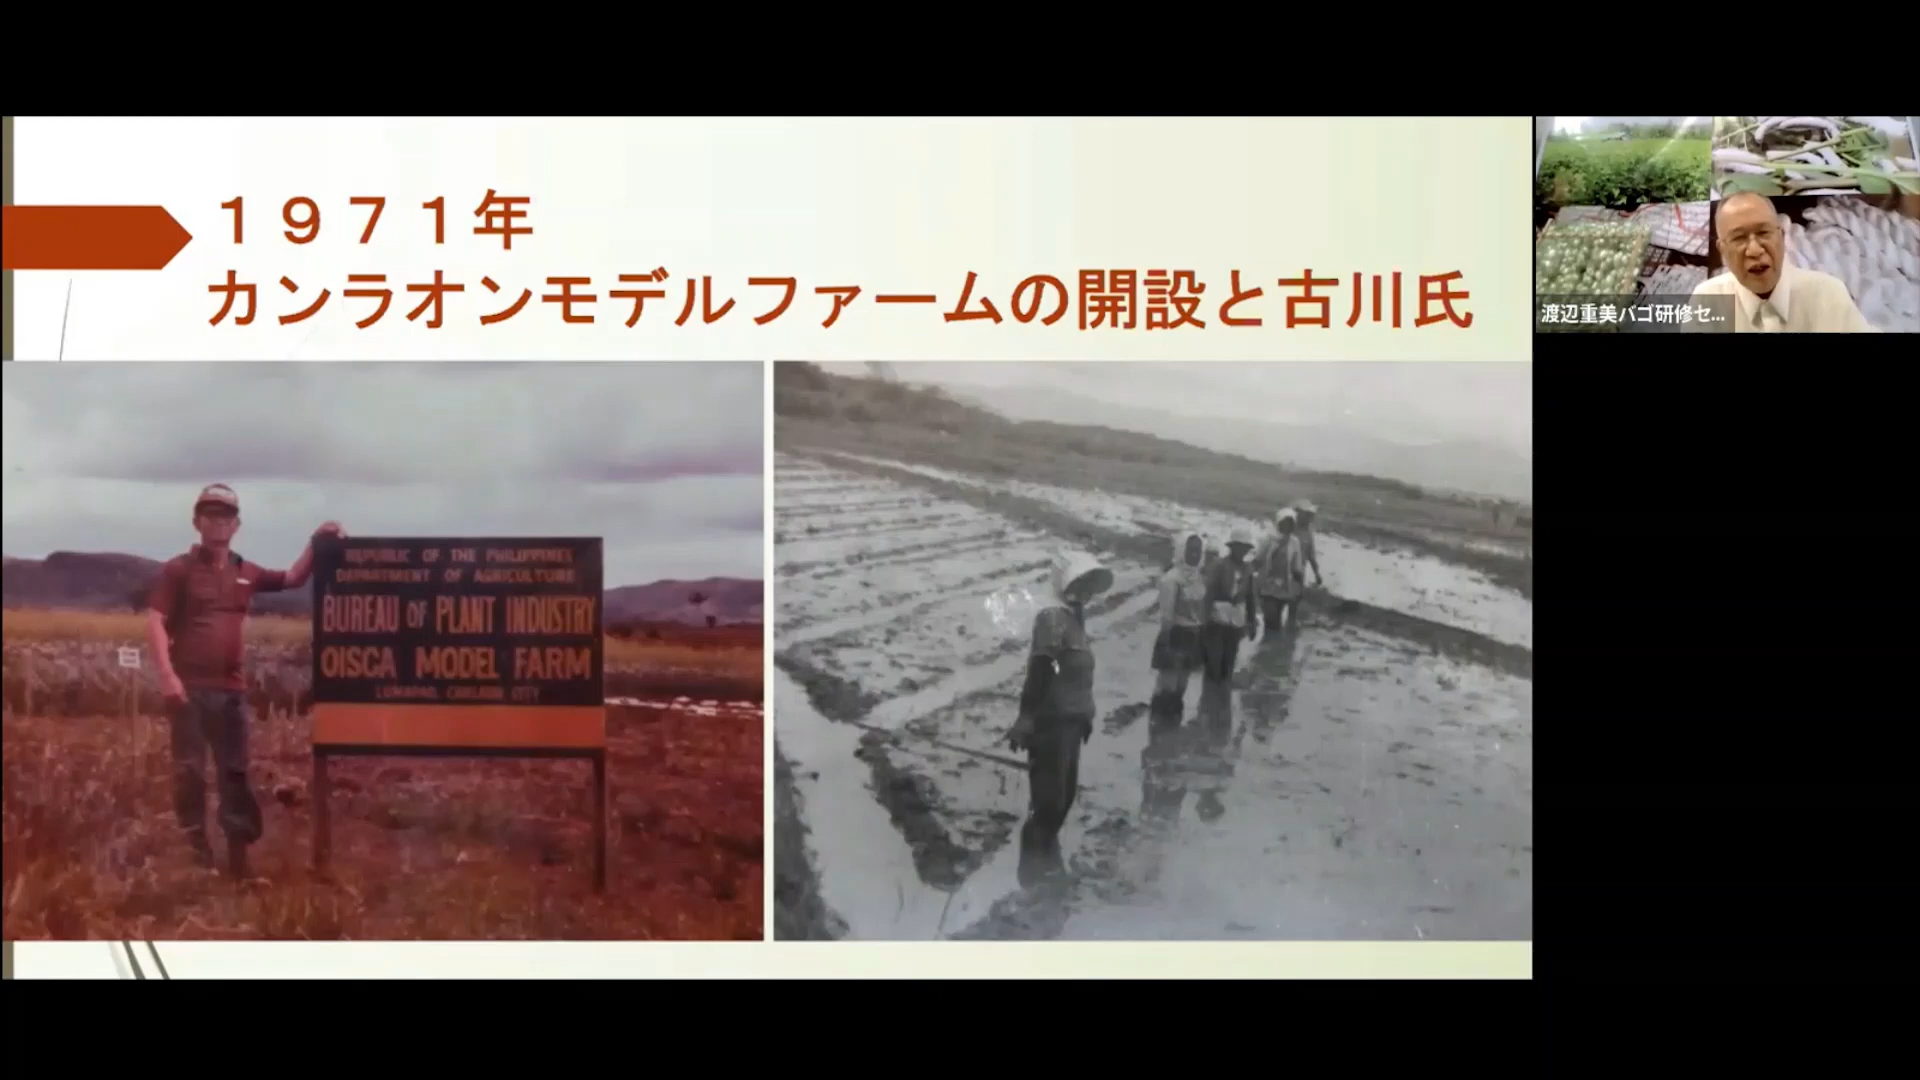 １９７１年
カンラオンモデルファームの開設と古川氏
REPUBLIC OF THE PHILIPPINES
DEPARTMENT OF AGRICULTURE
BUREAU OF PLANT INDUSTRY
OISCA MODEL FARM
CITY
渡辺重美バゴ研修セ...